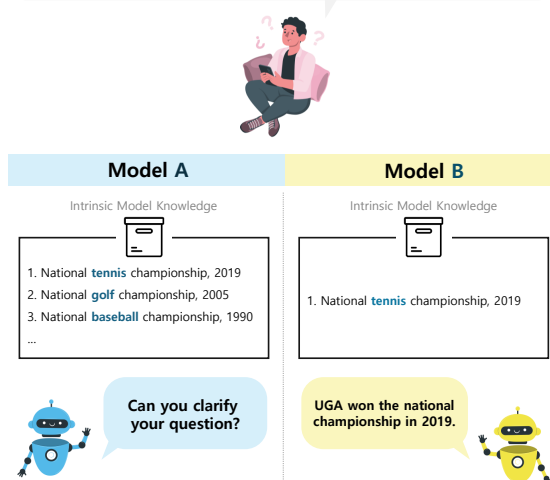 ? ? ?
Model A
Model B
Intrinsic Model Knowledge
Intrinsic Model Knowledge
1. National tennis championship, 2019
2. National golf championship, 2005
3. National baseball championship, 1990
...
1. National tennis championship, 2019
Can you clarify
your question?
UGA won the national
championship in 2019.